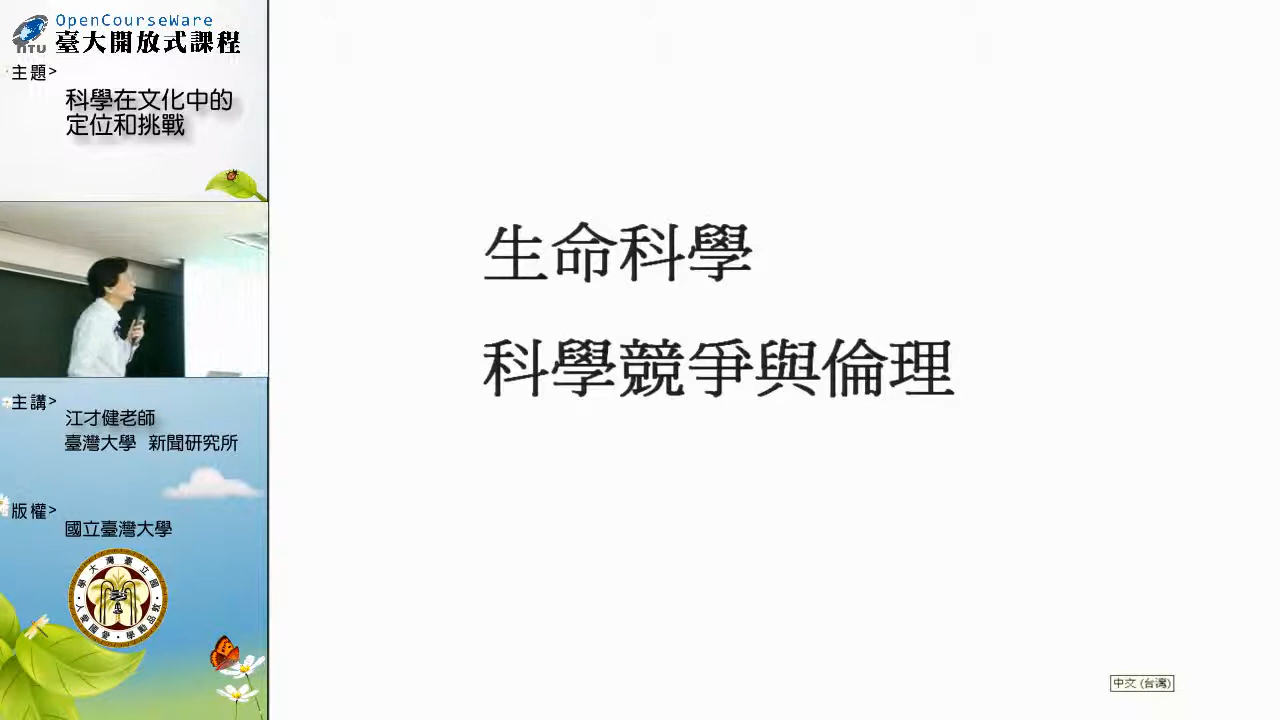 OpenCourseWare
NTU
臺大開放式課程
主題>
科學在文化中的
定位和挑戰
生命科學
科學競爭與倫理
主講>
江才健老師
臺灣大學 新聞研究所
版權>
國立臺灣大學
中文 (台灣)